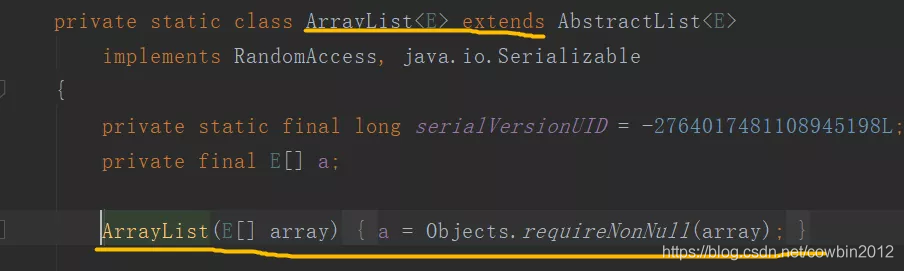 private static class ArrayList<E> extends AbstractList<E>
implements RandomAccess, java.io.Serializable
{
private static final long serialVersionUID = -2764017481108945198L;
private final E[] a;
ArrayList(E[] array) { a = Objects.requireNonNull(array); }
https://blog.csdn.net/cowbin2012